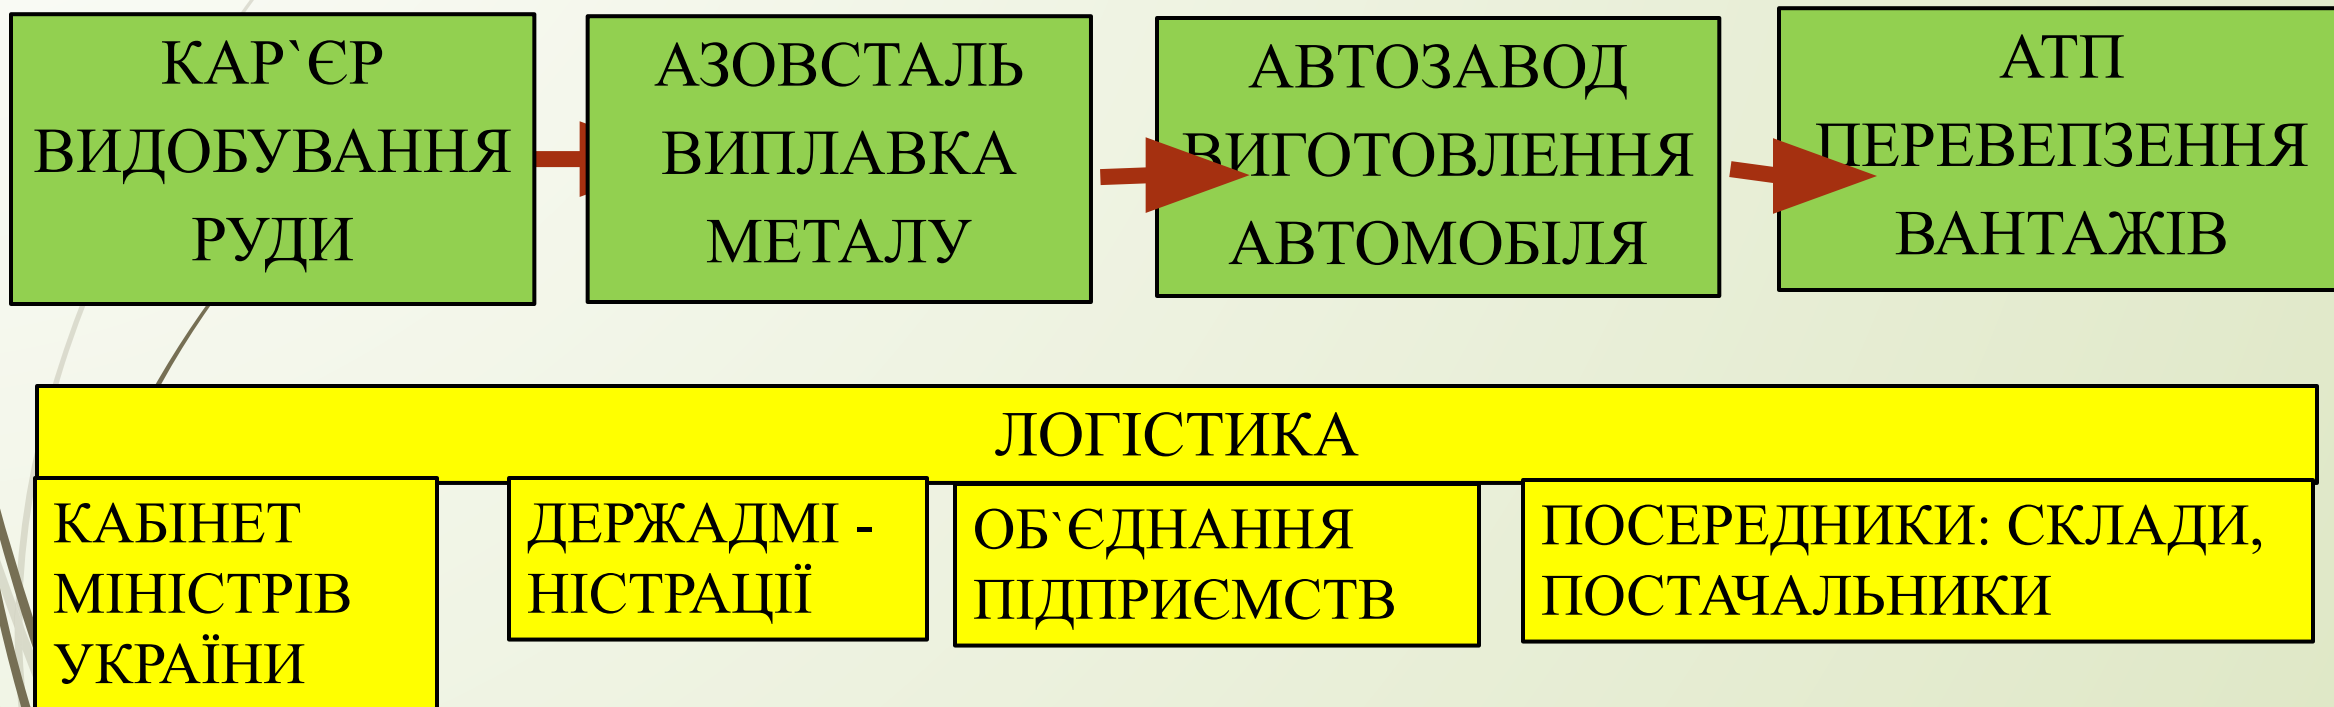 КАР`ЄР
ВИДОБУВАННЯ
РУДИ
АЗОВСТАЛЬ
ВИПЛАВКА
МЕТАЛУ
АВТОЗАВОД
ВИГОТОВЛЕННЯ
АВТОМОБІЛЯ
АТП
ПЕРЕВЕПЗЕННЯ
ВАНТАЖІВ
ЛОГІСТИКА
КАБІНЕТ
МІНІСТРІВ
УКРАЇНИ
ДЕРЖАДМІ -
НІСТРАЦІЇ
ОБ`ЄДНАННЯ
ПІДПРИЄМСТВ
ПОСЕРЕДНИКИ: СКЛАДИ,
ПОСТАЧАЛЬНИКИ